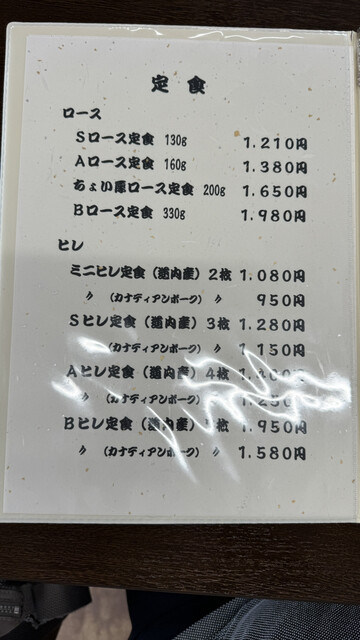 定食
ロース
Sロース定食 130g 1.210円
Aロース定食 160g 1.380円
ちょい厚ロース定食 200g 1.650円
Bロース定食 330g 1.980円
ヒレ
ミニヒレ定食（道内産）2枚 1.080円
〃（カナディアンポーク）〃 950円
Sヒレ定食（道内産）3枚 1.280円
（カナディアンポーク）〃 1.150円
Aヒレ定食（道内産）4枚
〃（カナディアンポーク）〃
Bヒレ定食（道内産） 枚 1.950円
〃（カナディアンポーク）〃 1.580円